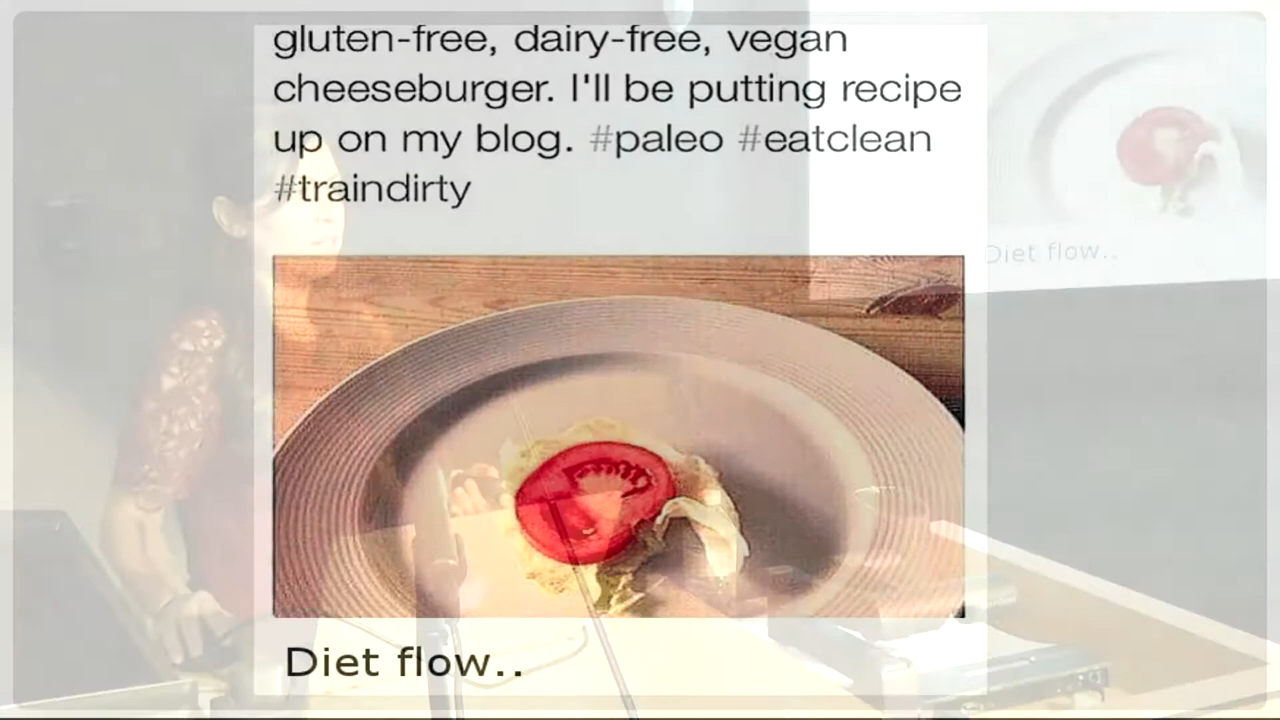 gluten-free, dairy-free, vegan
cheeseburger. I'll be putting recipe
up on my blog. #paleo #eatclean
#traindirty
Diet flow..
Diet flow..